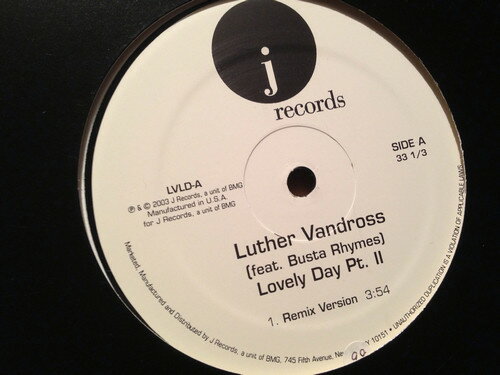 j
records
SIDE A
33 1/3
LVLD-A
℗ & © 2003 J Records, a unit of BMG
Manufactured in U.S.A.
for J Records, a unit of BMG
Luther Vandross
(feat. Busta Rhymes)
Lovely Day Pt. II
1. Remix Version 3:54
Marketed, Manufactured and Distributed by J Records, a unit of BMG, 745 Fifth Avenue, Ne Y 10151 • UNAUTHORIZED DUPLICATION IS A VIOLATION OF APPLICABLE LAWS.